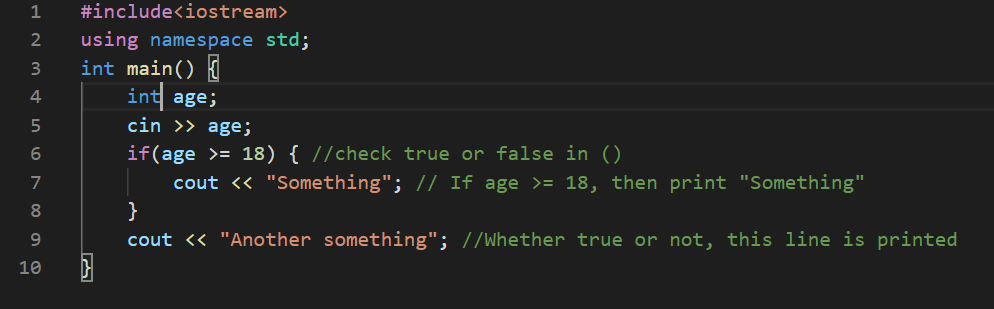 1 #include<iostream>
2 using namespace std;
3 int main() {
4     int age;
5     cin >> age;
6     if(age >= 18) { //check true or false in ()
7         cout << "Something"; // If age >= 18, then print "Something"
8     }
9     cout << "Another something"; //Whether true or not, this line is printed
10 }